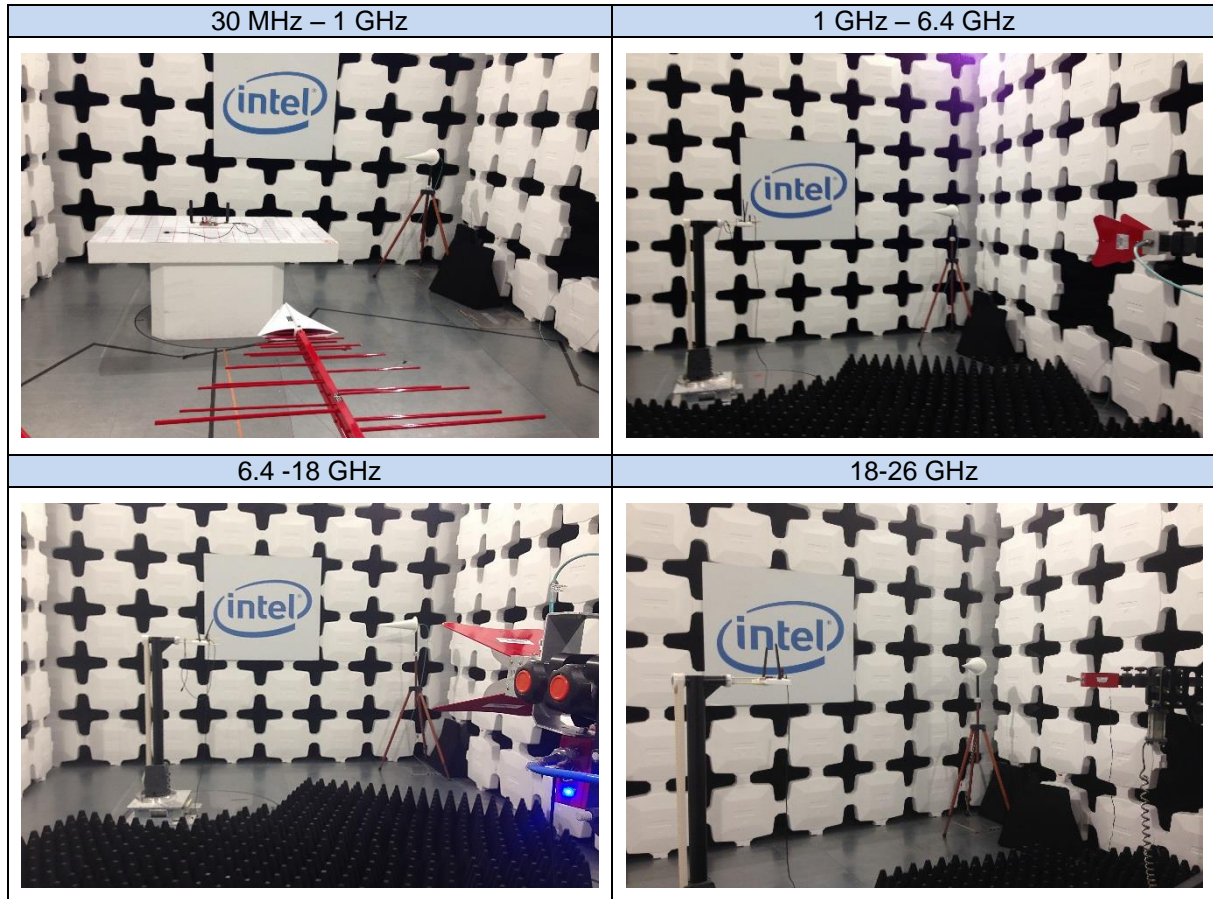 30 MHz – 1 GHz
1 GHz – 6.4 GHz
intel
intel
6.4 -18 GHz
18-26 GHz
intel
intel